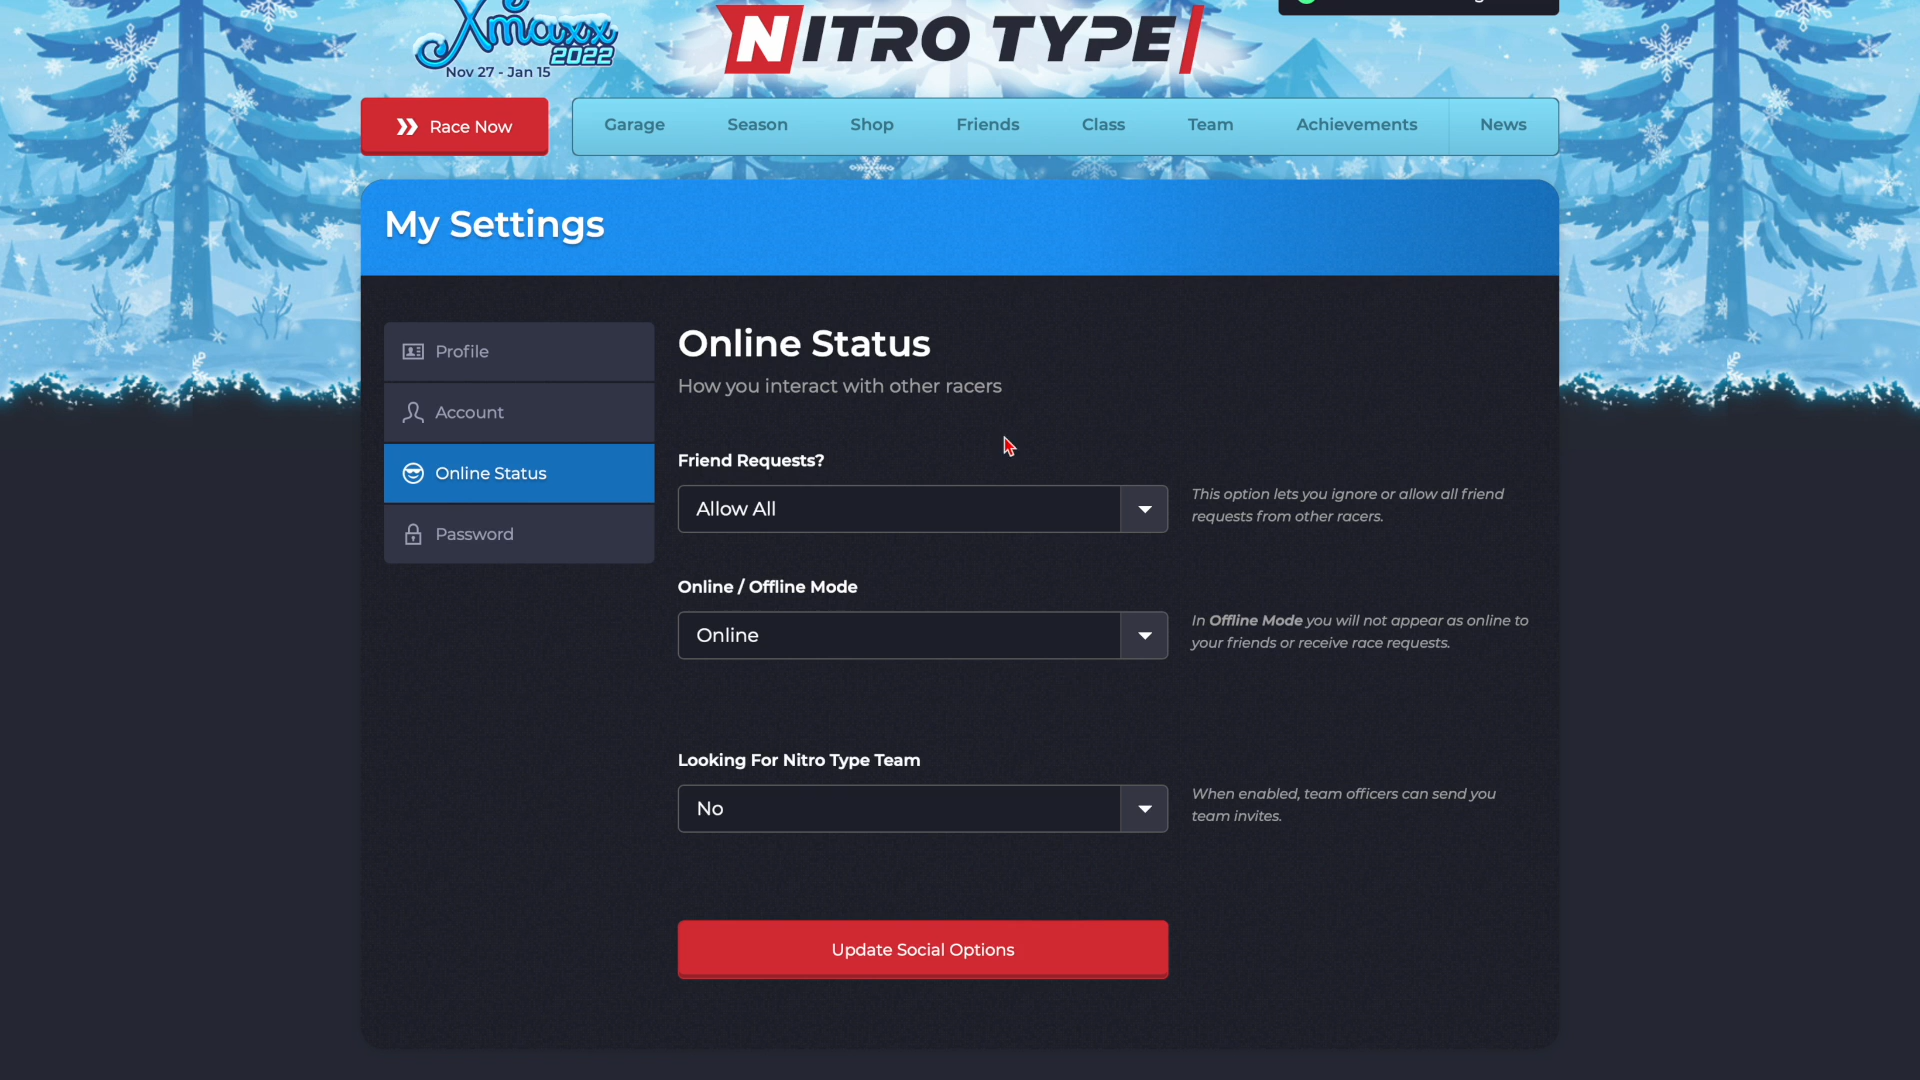 Xmaxx
2022
Nov 27 - Jan 15
NITRO TYPE
Race Now
Garage
Season
Shop
Friends
Class
Team
Achievements
News
My Settings
Profile
Account
Online Status
Password
Online Status
How you interact with other racers
Friend Requests?
Allow All
This option lets you ignore or allow all friend
requests from other racers.
Online / Offline Mode
Online
In Offline Mode you will not appear as online to
your friends or receive race requests.
Looking For Nitro Type Team
No
When enabled, team officers can send you
team invites.
Update Social Options